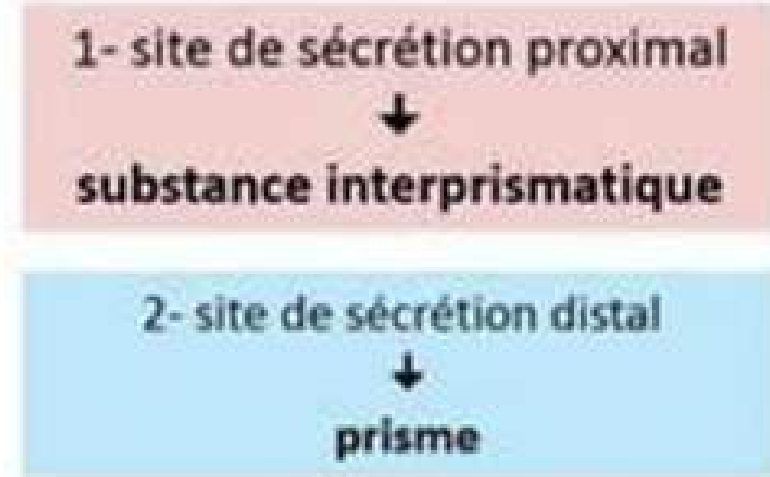 1- site de sécrétion proximal
↓
substance interprismatique
2- site de sécrétion distal
↓
prisme